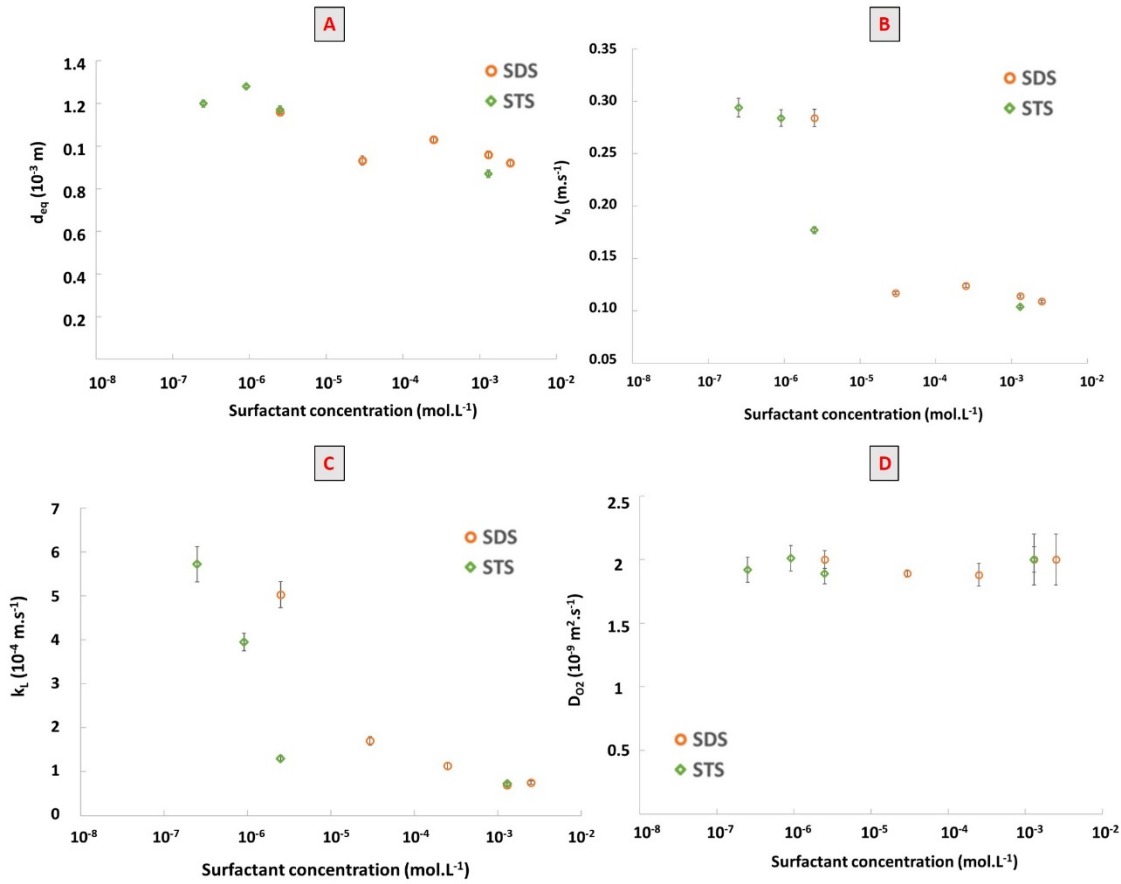 A
1.4
1.2
0.1
0.8
0.6
0.4
0.2
d_eq (10⁻³ m)
SDS
STS
10⁻⁸ 10⁻⁷ 10⁻⁶ 10⁻⁵ 10⁻⁴ 10⁻³ 10⁻²
Surfactant concentration (mol.L⁻¹)
B
0.35
0.30
0.25
0.20
0.15
0.10
0.05
V_b (m.s⁻¹)
SDS
STS
10⁻⁸ 10⁻⁷ 10⁻⁶ 10⁻⁵ 10⁻⁴ 10⁻³ 10⁻²
Surfactant concentration (mol.L⁻¹)
C
7
6
5
4
3
2
1
0
k_L (10⁻⁴ m.s⁻¹)
SDS
STS
10⁻⁸ 10⁻⁷ 10⁻⁶ 10⁻⁵ 10⁻⁴ 10⁻³ 10⁻²
Surfactant concentration (mol.L⁻¹)
D
2.5
2
1.5
1
0.5
D_O2 (10⁻⁹ m².s⁻¹)
SDS
STS
10⁻⁸ 10⁻⁷ 10⁻⁶ 10⁻⁵ 10⁻⁴ 10⁻³ 10⁻²
Surfactant concentration (mol.L⁻¹)